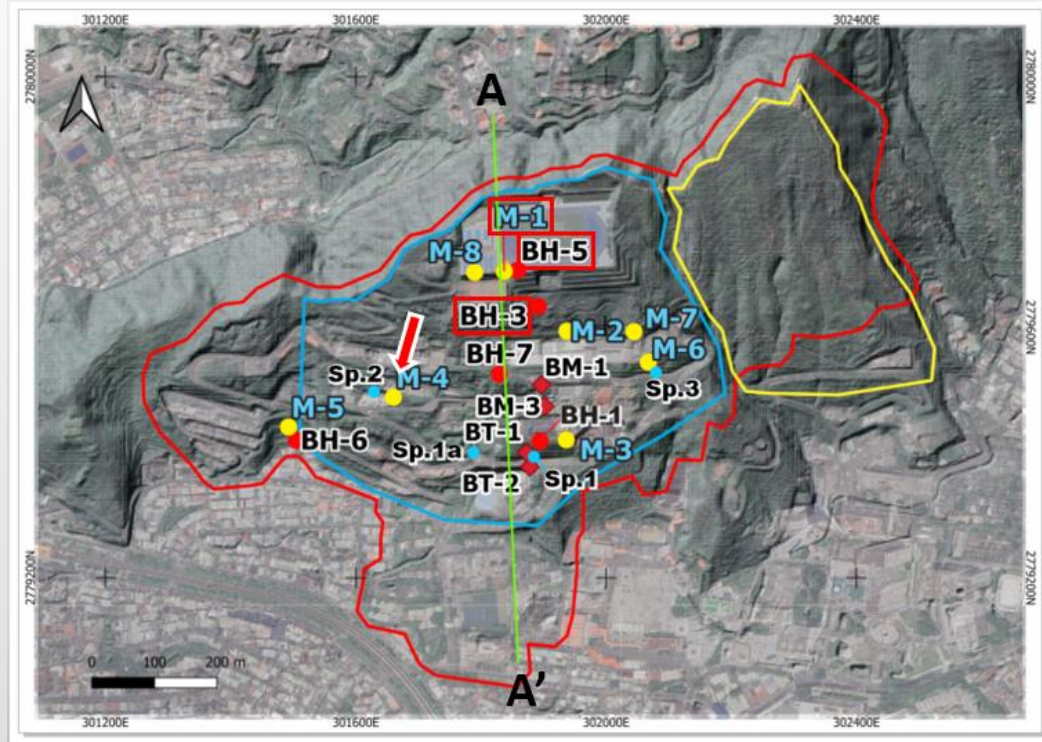 301200E 301600E 302000E 302400E
2780000N 2780000N
A
M-1
M-8 BH-5
BH-3 M-2 M-7
2779600N 2779600N
BH-7 M-6
Sp.2 M-4 BM-1 Sp.3
M-5 BM-3 BH-1
BH-6 BT-1
Sp.1a M-3
BT-2 Sp.1
2779200N 2779200N
0 100 200 m
A'
301200E 301600E 302000E 302400E